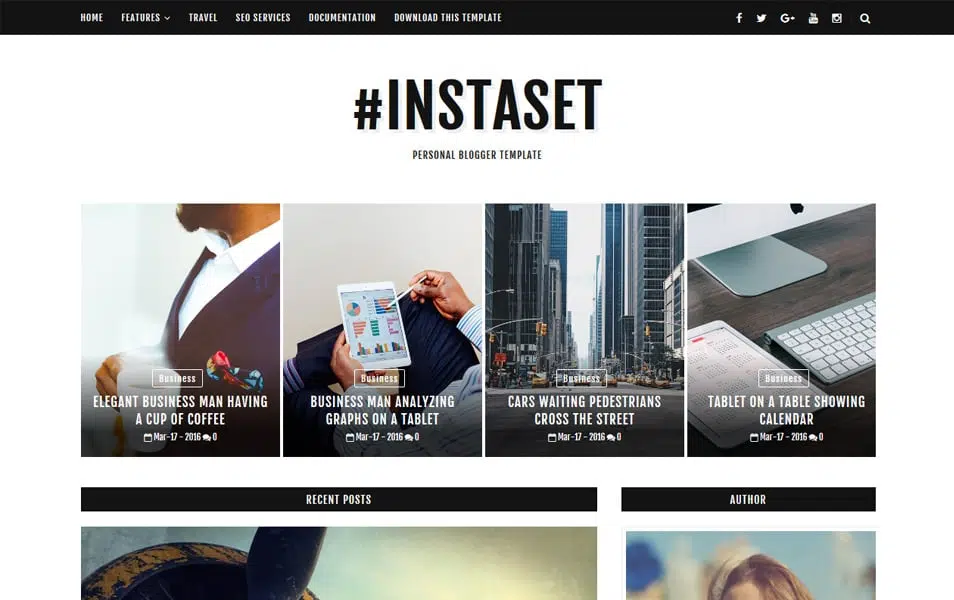 HOME FEATURES TRAVEL SEO SERVICES DOCUMENTATION DOWNLOAD THIS TEMPLATE
#INSTASET
PERSONAL BLOGGER TEMPLATE
Business
ELEGANT BUSINESS MAN HAVING
A CUP OF COFFEE
Mar-17 - 2016 0
Business
BUSINESS MAN ANALYZING
GRAPHS ON A TABLET
Mar-17 - 2016 0
Business
CARS WAITING PEDESTRIANS
CROSS THE STREET
Mar-17 - 2016 0
Business
TABLET ON A TABLE SHOWING
CALENDAR
Mar-17 - 2016 0
RECENT POSTS
AUTHOR